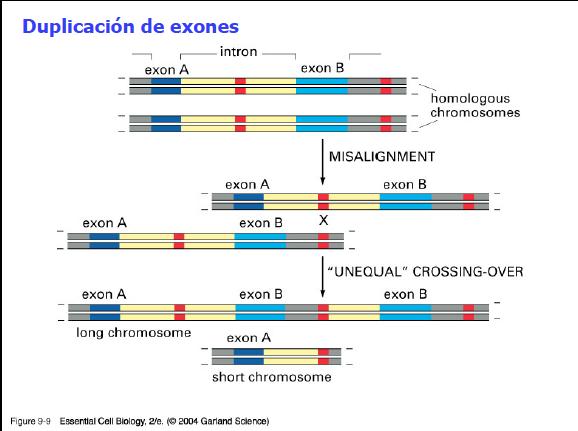 Duplicación de exones
intron
exon A
exon B
homologous
chromosomes
MISALIGNMENT
exon A
exon B
exon A
exon B
X
"UNEQUAL" CROSSING-OVER
exon A
exon B
exon B
long chromosome
exon A
short chromosome
Figure 9-9 Essential Cell Biology, 2/e. (© 2004 Garland Science)